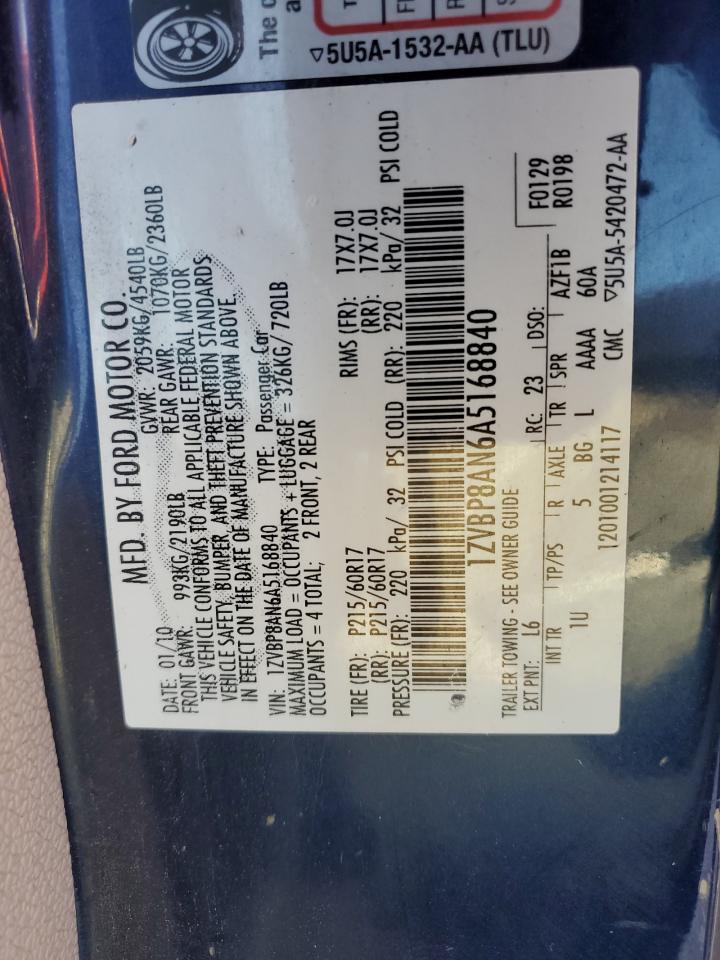 The c
a
▽5U5A-1532-AA (TLU)
MFD. BY FORD MOTOR CO.
DATE: 01/10 GVWR: 2059KG/4540LB
FRONT GAWR: 993KG/2190LB REAR GAWR: 1070KG/2360LB
THIS VEHICLE CONFORMS TO ALL APPLICABLE FEDERAL MOTOR
VEHICLE SAFETY, BUMPER, AND THEFT PREVENTION STANDARDS
IN EFFECT ON THE DATE OF MANUFACTURE SHOWN ABOVE.
VIN: 1ZVBP8AN6A5168840 TYPE: Passenger Car
MAXIMUM LOAD = OCCUPANTS + LUGGAGE = 326KG/ 720LB
OCCUPANTS = 4 TOTAL; 2 FRONT, 2 REAR
TIRE (FR): P215/60R17 RIMS (FR): 17X7.0J
(RR): P215/60R17 (RR): 17X7.0J
PRESSURE (FR): 220 kPa/ 32 PSI COLD (RR): 220 kPa/ 32 PSI COLD
1ZVBP8AN6A5168840
TRAILER TOWING - SEE OWNER GUIDE
EXT PNT: L6 RC: 23 DSO: F0129
R0198
INT TR TP/PS R AXLE TR SPR AZF1B
1U 5 BG L AAAA 60A
1201001214117 CMC ▽5U5A-5420472-AA